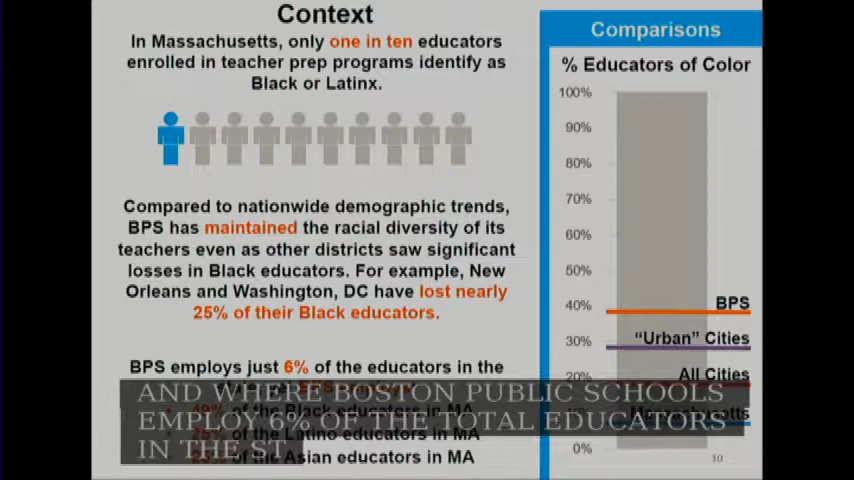 Context
In Massachusetts, only one in ten educators
enrolled in teacher prep programs identify as
Black or Latinx.
Compared to nationwide demographic trends,
BPS has maintained the racial diversity of its
teachers even as other districts saw significant
losses in Black educators. For example, New
Orleans and Washington, DC have lost nearly
25% of their Black educators.
BPS employs just 6% of the educators in the
of the Black educators in MA
of the Latino educators in MA
of the Asian educators in MA
AND WHERE BOSTON PUBLIC SCHOOLS
EMPLOY 6% OF THE TOTAL EDUCATORS
IN THE ST
Comparisons
% Educators of Color
100%
90%
80%
70%
60%
50%
40%
30%
20%
0%
BPS
"Urban" Cities
All Cities
Massachusetts
10